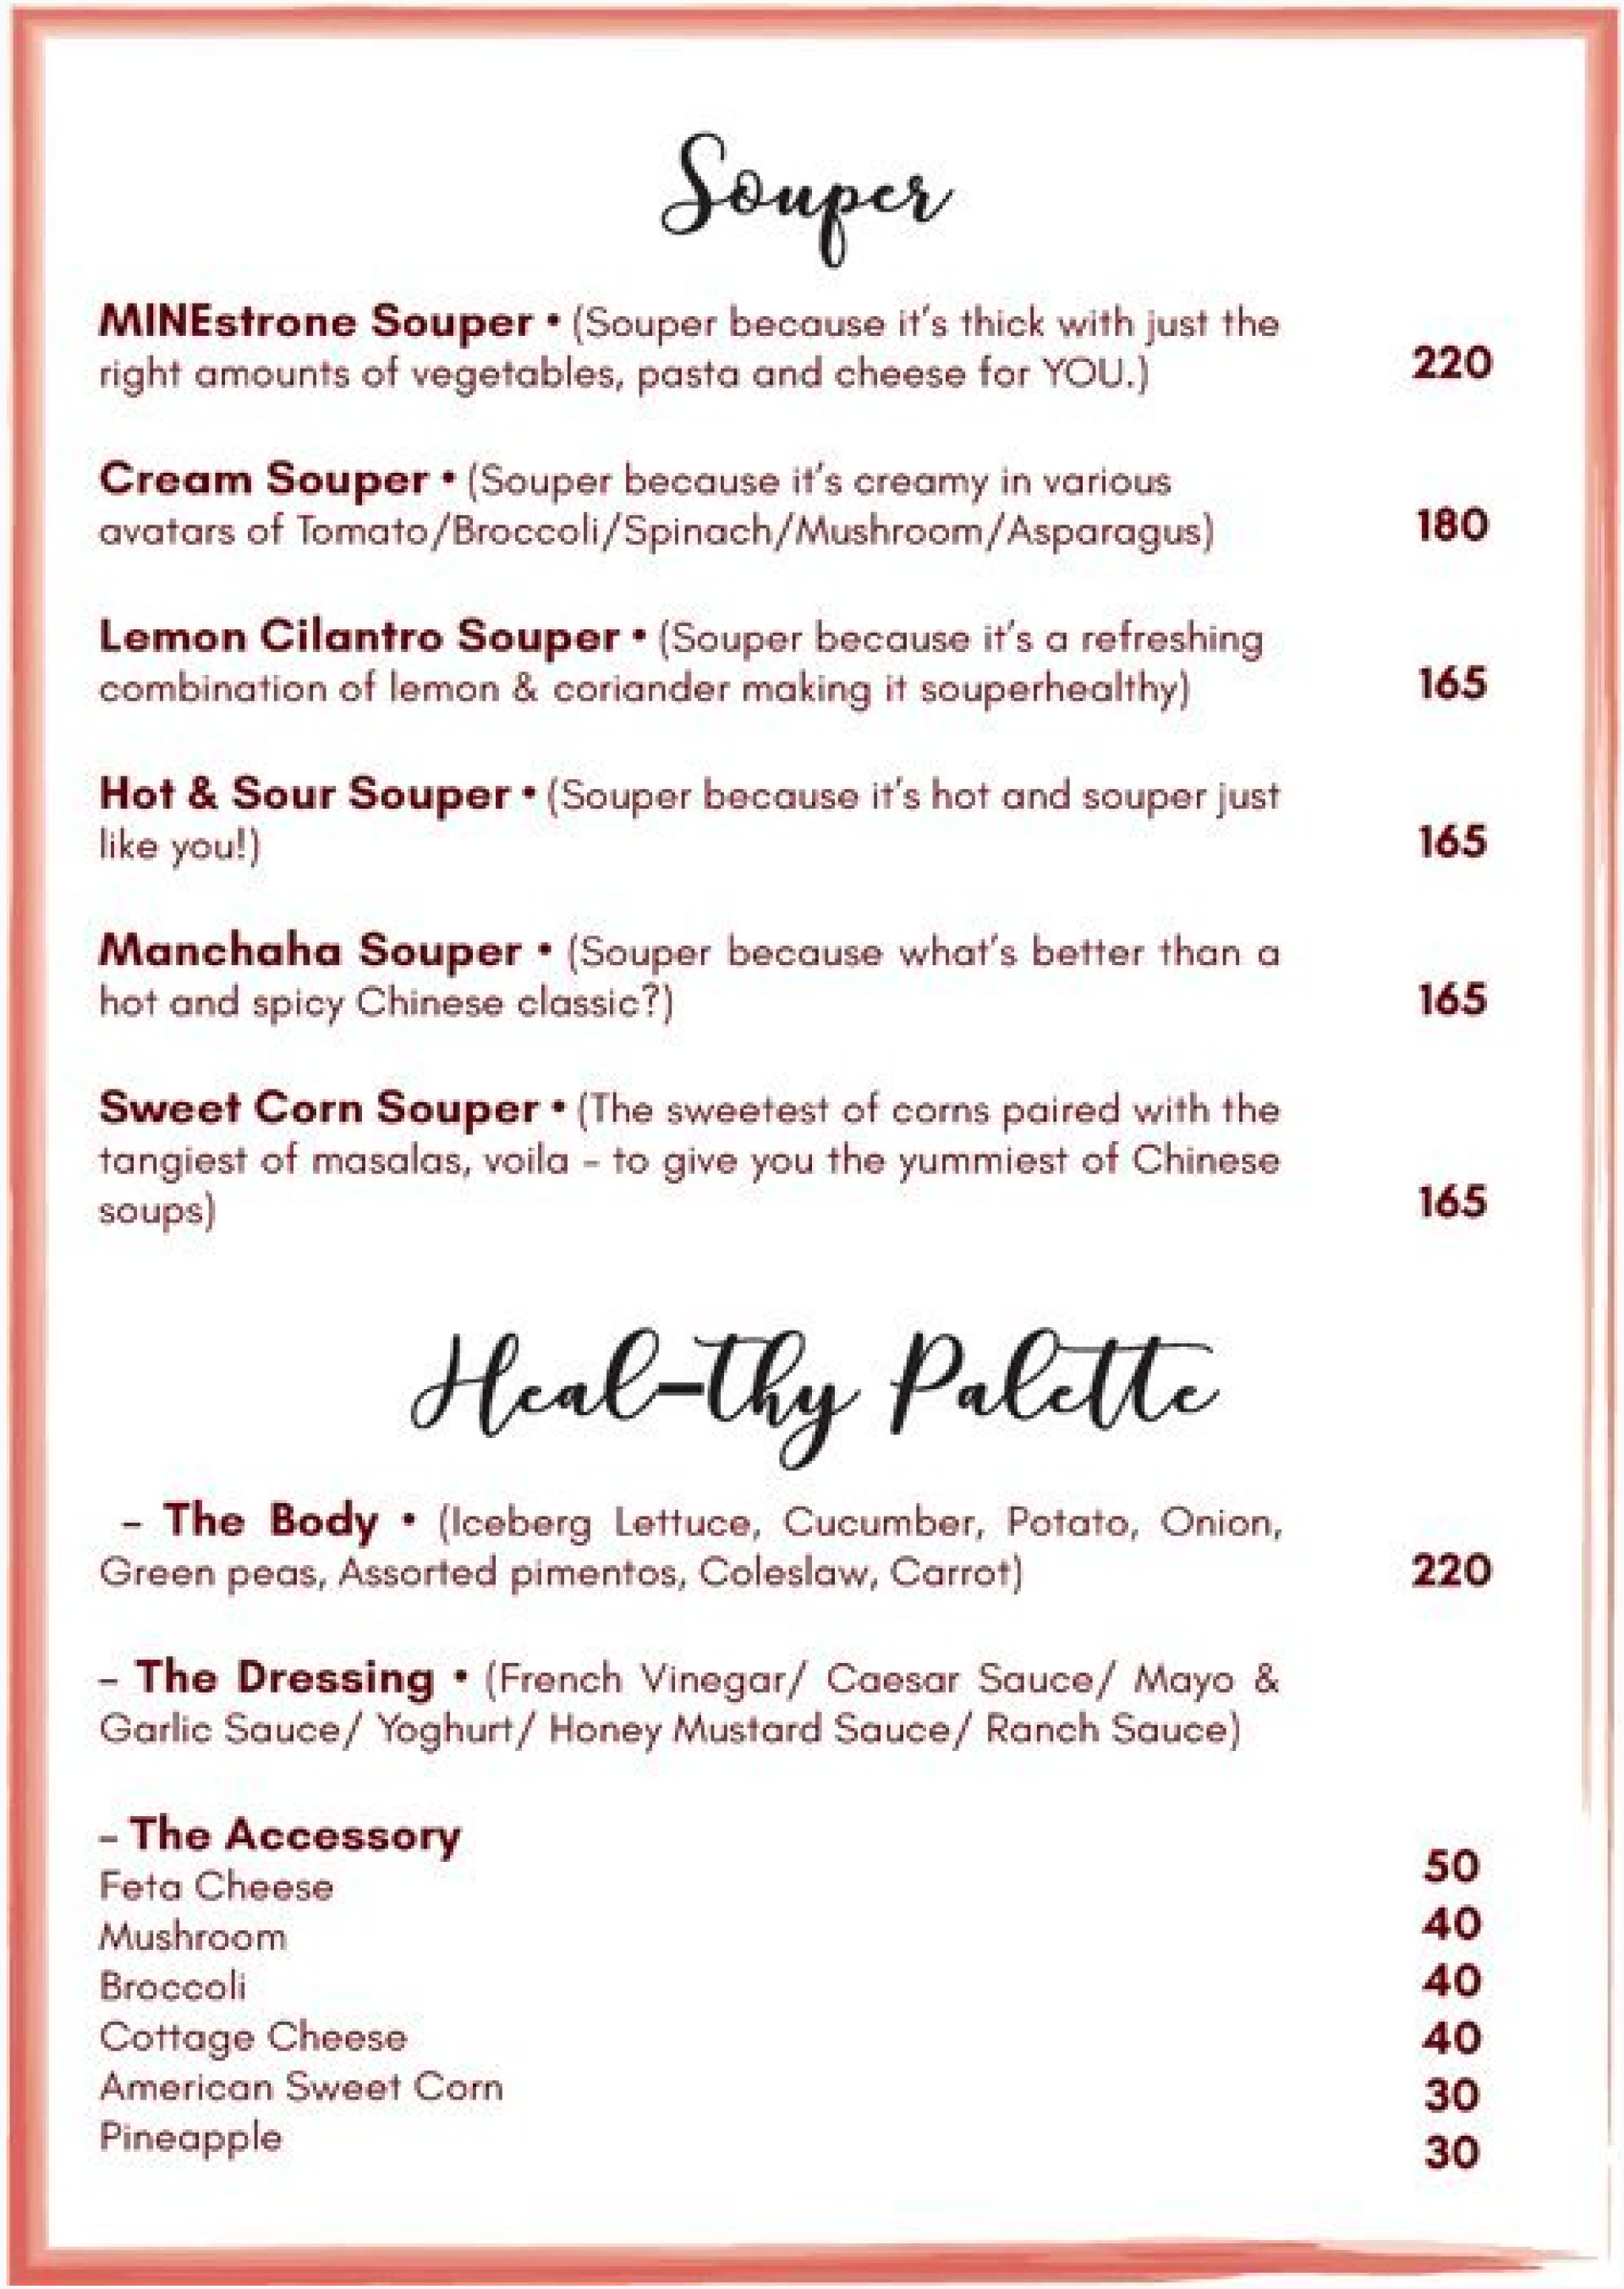 Souper
MINEstrone Souper • (Souper because it's thick with just the
right amounts of vegetables, pasta and cheese for YOU.)
220
Cream Souper • (Souper because it's creamy in various
avatars of Tomato/Broccoli/Spinach/Mushroom/Asparagus)
180
Lemon Cilantro Souper • (Souper because it's a refreshing
combination of lemon & coriander making it souperhealthy)
165
Hot & Sour Souper • (Souper because it's hot and souper just
like you!)
165
Manchaha Souper • (Souper because what's better than a
hot and spicy Chinese classic?)
165
Sweet Corn Souper • (The sweetest of corns paired with the
tangiest of masalas, voila - to give you the yummiest of Chinese
soups)
165
Heal-thy Palette
- The Body • (Iceberg Lettuce, Cucumber, Potato, Onion,
Green peas, Assorted pimentos, Coleslaw, Carrot)
220
- The Dressing • (French Vinegar/ Caesar Sauce/ Mayo &
Garlic Sauce/ Yoghurt/ Honey Mustard Sauce/ Ranch Sauce)
- The Accessory
Feta Cheese 50
Mushroom 40
Broccoli 40
Cottage Cheese 40
American Sweet Corn 30
Pineapple 30